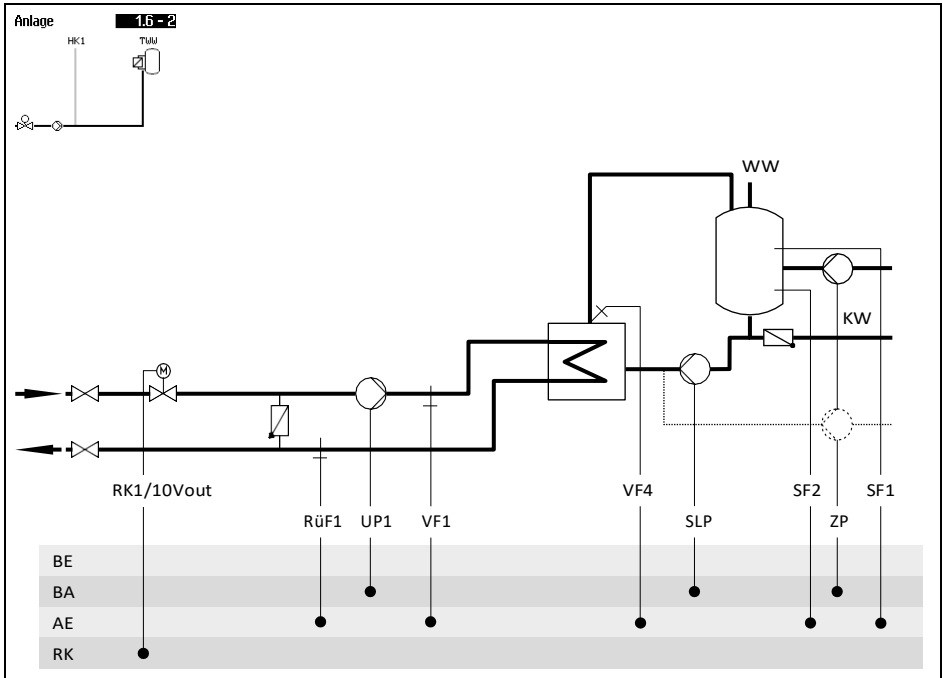 Anlage 1.6 - 2
HK1 TWW
WW
KW
M
RK1/10Vout VF4 SF2 SF1
RüF1 UP1 VF1 SLP ZP
BE
BA
AE
RK